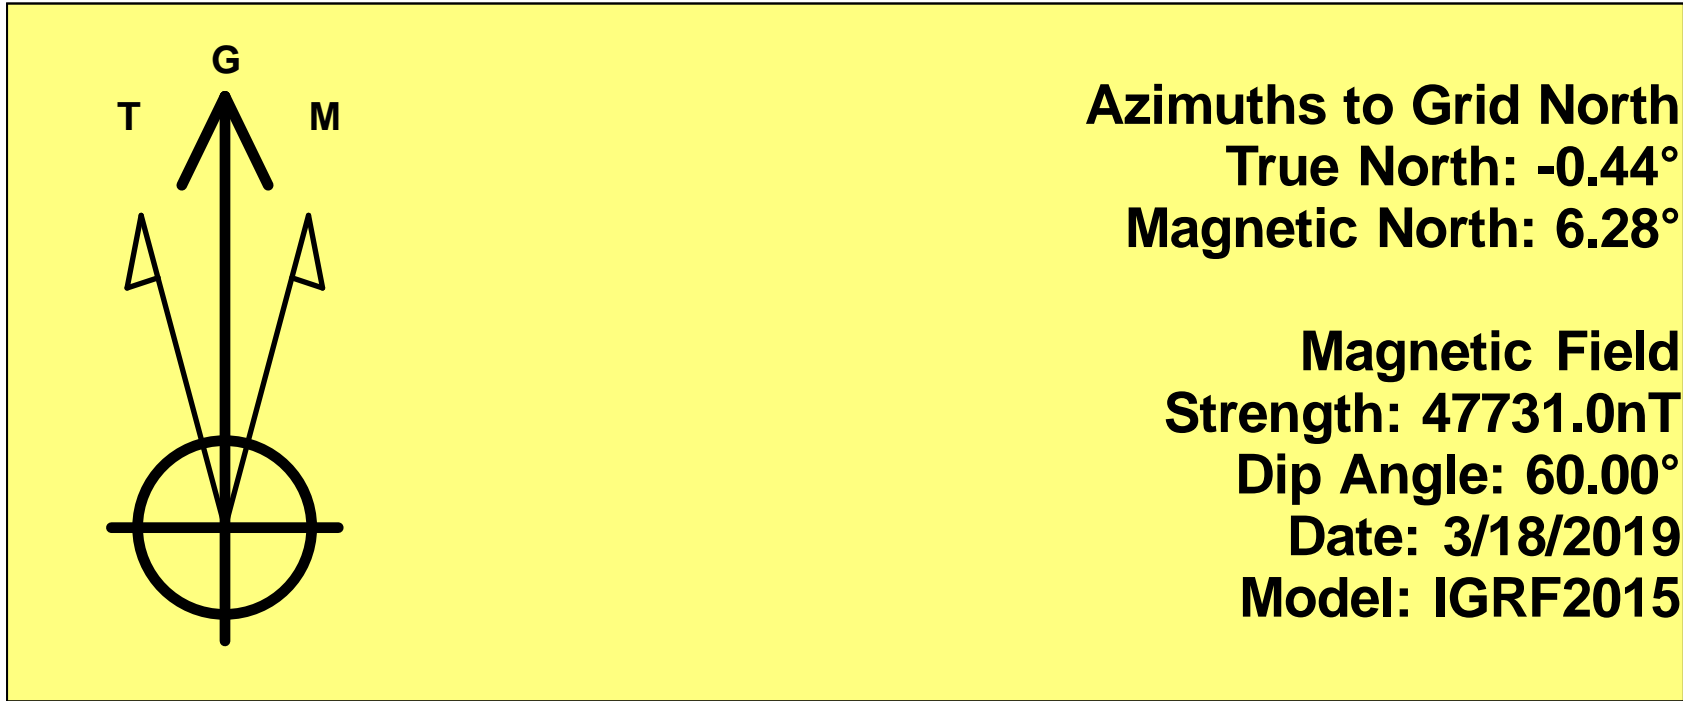 G
T M
Azimuths to Grid North
True North: -0.44°
Magnetic North: 6.28°
Magnetic Field
Strength: 47731.0nT
Dip Angle: 60.00°
Date: 3/18/2019
Model: IGRF2015